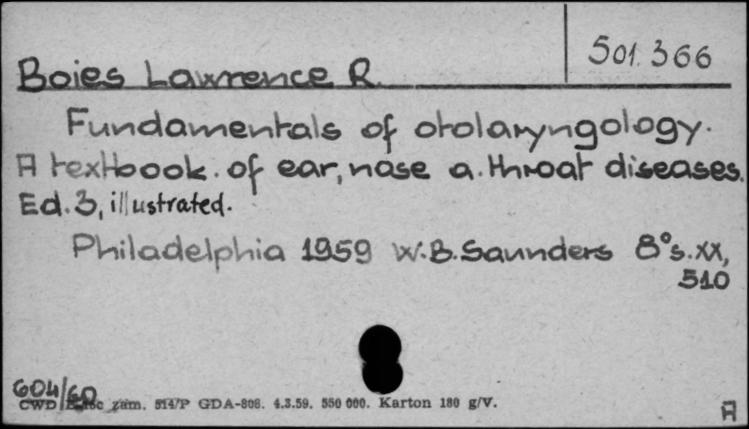 501.366
Boies Lawrence R.
Fundamentals of otolaryngology.
A textbook of ear, nose a. throat diseases.
Ed. 3, illustrated.
Philadelphia 1959 W.B. Saunders 8° s. XX,
510
604/60
CWD zam. 514/P GDA-808. 4.3.59. 550 000. Karton 180 g/V.
A